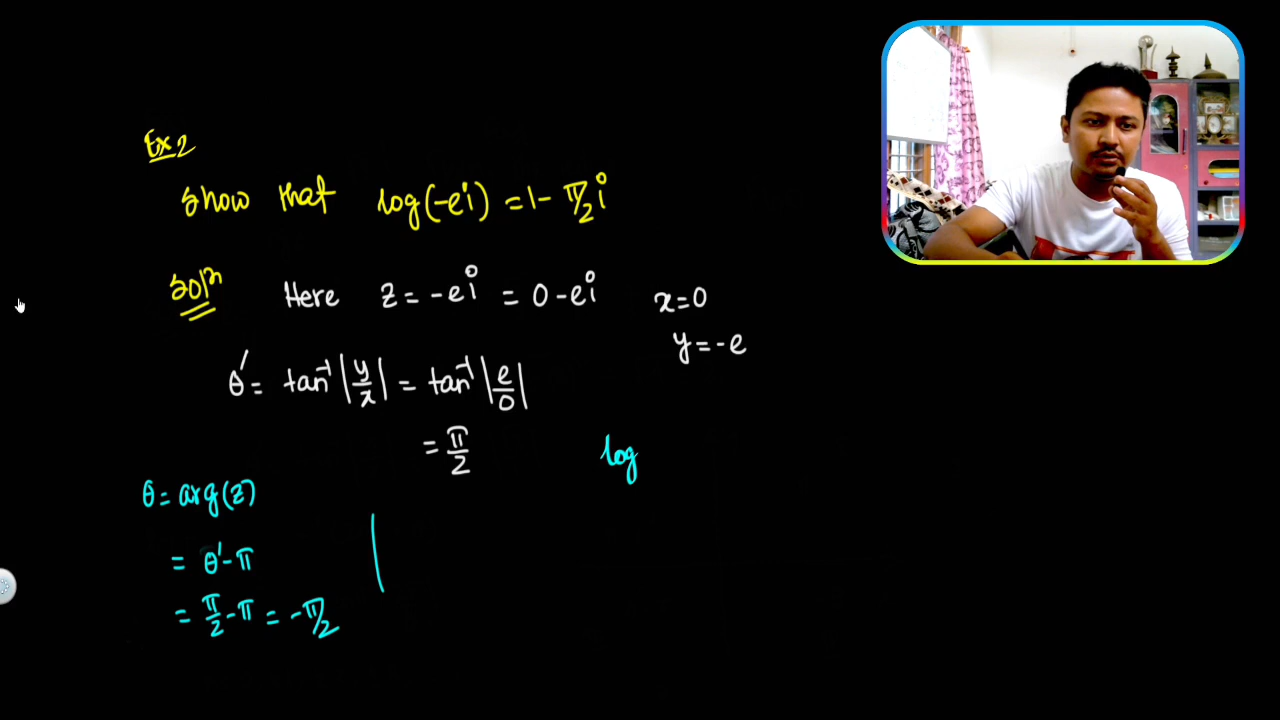 Ex 2
Show that log(-ei) = 1 - π/2 i
Soln Here z = -ei = 0 - ei x = 0
y = -e
θ' = tan⁻¹|y/x| = tan⁻¹|e/0|
= π/2 log
θ = arg(z)
= θ' - π
= π/2 - π = -π/2